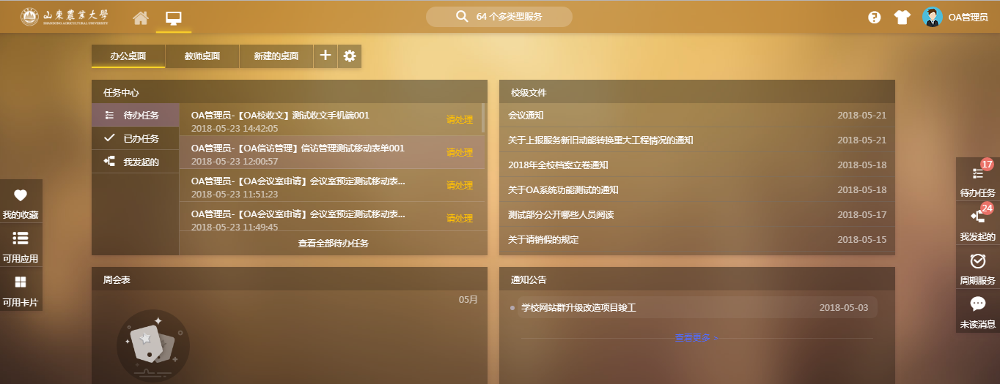 山東農業大學
SHANDONG AGRICULTURAL UNIVERSITY
64 个多类型服务
OA管理员
办公桌面
教师桌面
新建的桌面
任务中心
待办任务
已办任务
我发起的
OA管理员-【OA校收文】测试收文手机端001
2018-05-23 14:42:05
请处理
OA管理员-【OA信访管理】信访管理测试移动表单001
2018-05-23 12:00:57
请处理
OA管理员-【OA会议室申请】会议室预定测试移动表...
2018-05-23 11:51:23
请处理
OA管理员-【OA会议室申请】会议室预定测试移动表...
2018-05-23 11:49:45
请处理
查看全部待办任务
校级文件
会议通知 2018-05-21
关于上报服务新旧动能转换重大工程情况的通知 2018-05-21
2018年全校档案立卷通知 2018-05-18
关于OA系统功能测试的通知 2018-05-18
测试部分公开哪些人员阅读 2018-05-17
关于请销假的规定 2018-05-15
周会表
05月
通知公告
学校网站群升级改造项目竣工 2018-05-03
查看更多 >
我的收藏
可用应用
可用卡片
17
待办任务
24
我发起的
周期服务
未读消息